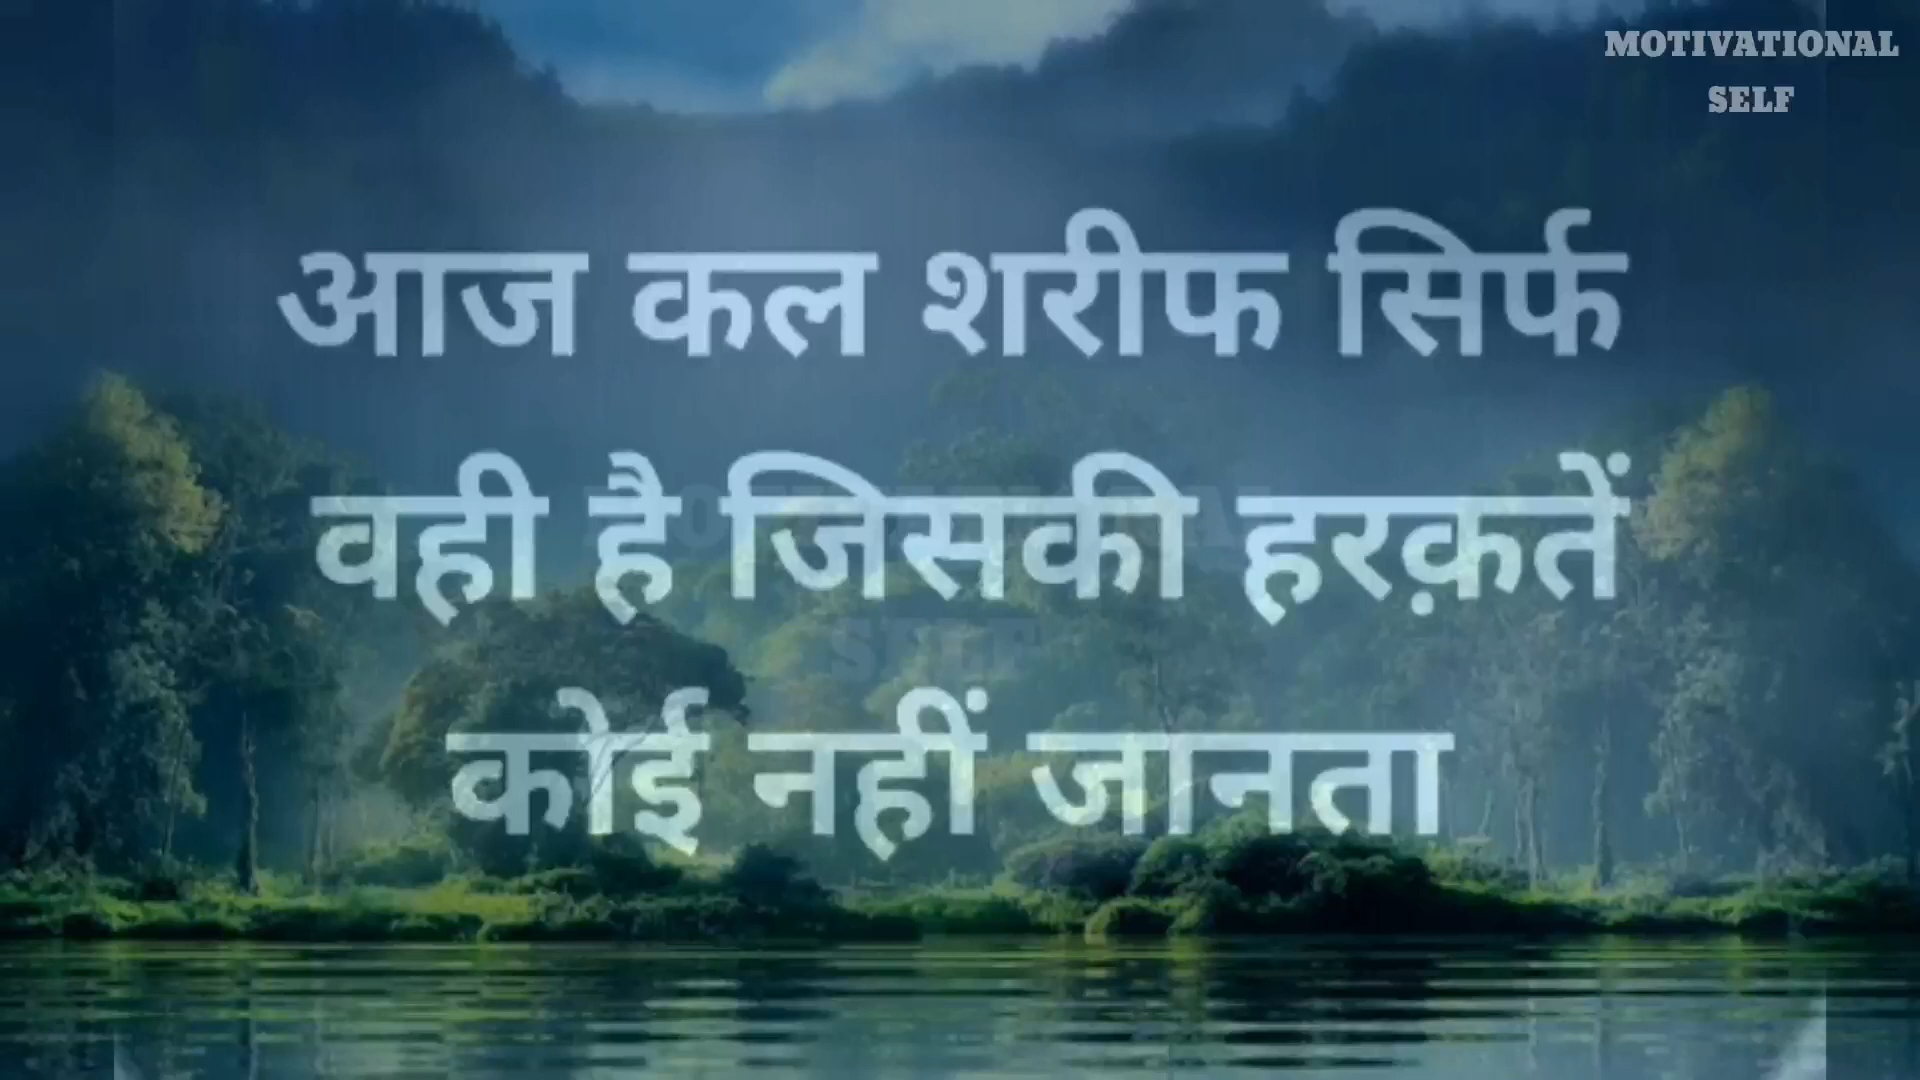 MOTIVATIONAL
SELF
आज कल शरीफ सिर्फ
वही है जिसकी हरक़तें
कोई नहीं जानता